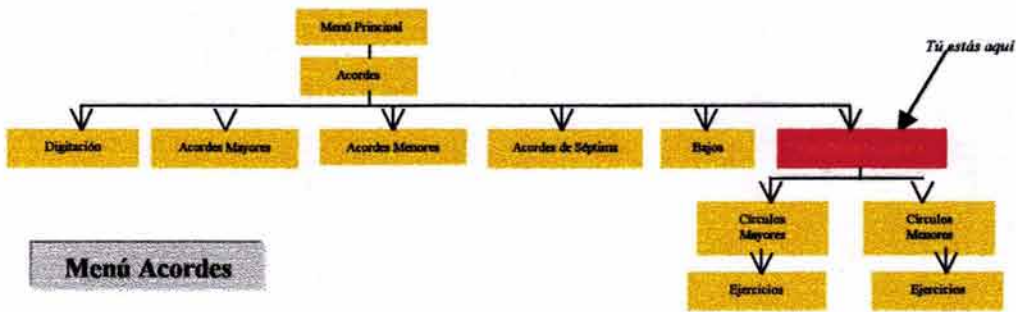 Menú Principal
Tú estás aquí
Acordes
Digitación
Acordes Mayores
Acordes Menores
Acordes de Séptima
Bajos
Círculos
Mayores
Círculos
Menores
Menú Acordes
Ejercicios
Ejercicios